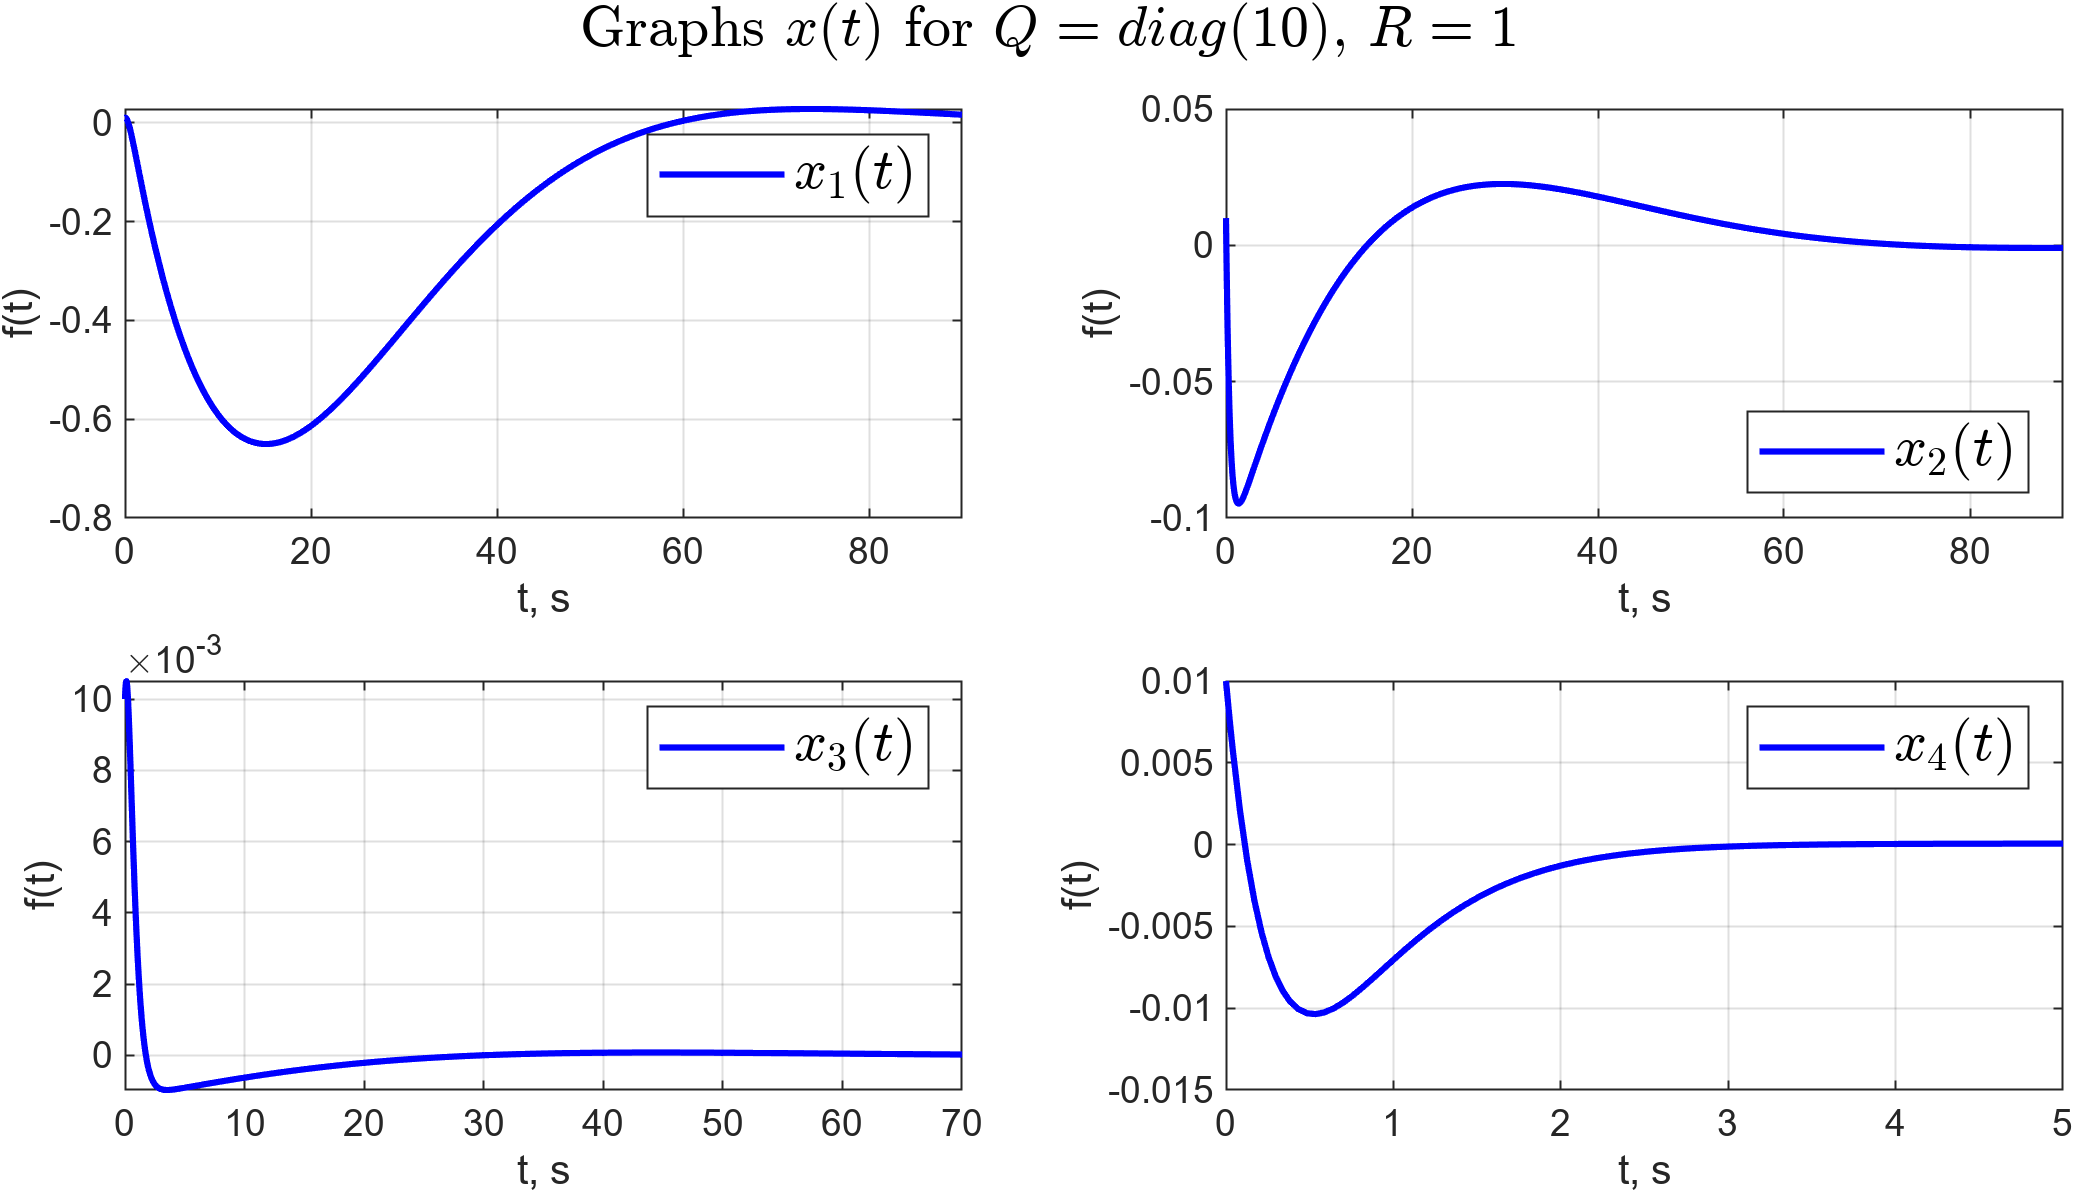 Graphs x(t) for Q = diag(10), R = 1
0
-0.2
-0.4
-0.6
-0.8
f(t)
x₁(t)
0 20 40 60 80
t, s
0.05
0
-0.05
-0.1
f(t)
x₂(t)
0 20 40 60 80
t, s
×10⁻³
10
8
6
4
2
0
f(t)
x₃(t)
0 10 20 30 40 50 60 70
t, s
0.01
0.005
0
-0.005
-0.01
-0.015
f(t)
x₄(t)
0 1 2 3 4 5
t, s